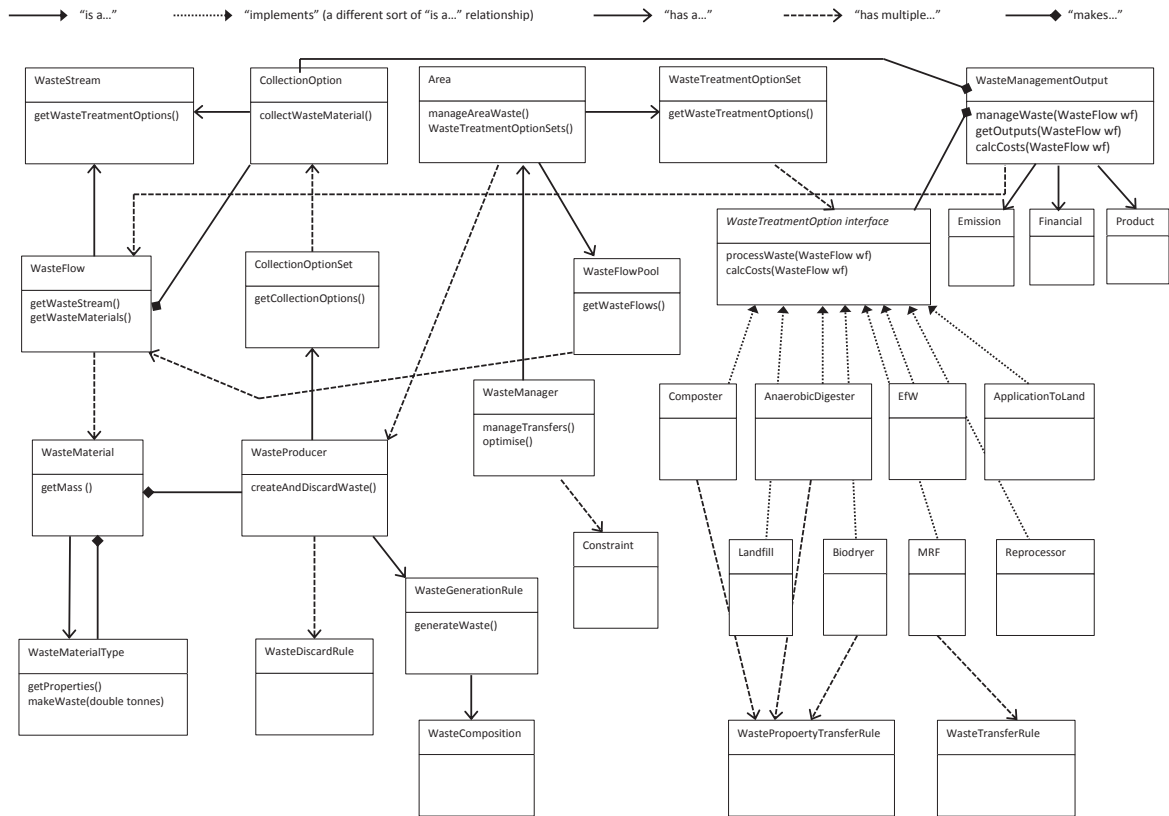 “is a…”
“implements” (a different sort of “is a…” relationship)
“has a…”
“has multiple…”
“makes…”
WasteStream
getWasteTreatmentOptions()
CollectionOption
collectWasteMaterial()
Area
manageAreaWaste()
WasteTreatmentOptionSets()
WasteTreatmentOptionSet
getWasteTreatmentOptions()
WasteManagementOutput
manageWaste(WasteFlow wf)
getOutputs(WasteFlow wf)
calcCosts(WasteFlow wf)
WasteTreatmentOption interface
processWaste(WasteFlow wf)
calcCosts(WasteFlow wf)
Emission
Financial
Product
WasteFlow
getWasteStream()
getWasteMaterials()
CollectionOptionSet
getCollectionOptions()
WasteFlowPool
getWasteFlows()
WasteManager
manageTransfers()
optimise()
Composter
AnaerobicDigester
EfW
ApplicationToLand
WasteMaterial
getMass ()
WasteProducer
createAndDiscardWaste()
Constraint
Landfill
Biodryer
MRF
Reprocessor
WasteGenerationRule
generateWaste()
WasteMaterialType
getProperties()
makeWaste(double tonnes)
WasteDiscardRule
WasteComposition
WastePropoertyTransferRule
WasteTransferRule